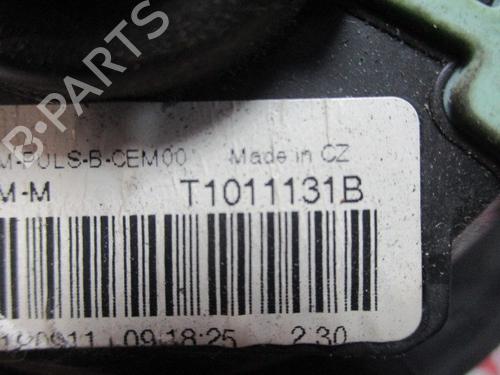 B-PARTS
M-PULS-B-CEM00 Made in CZ
M-M T1011131B
180911 09:18:25 2.30